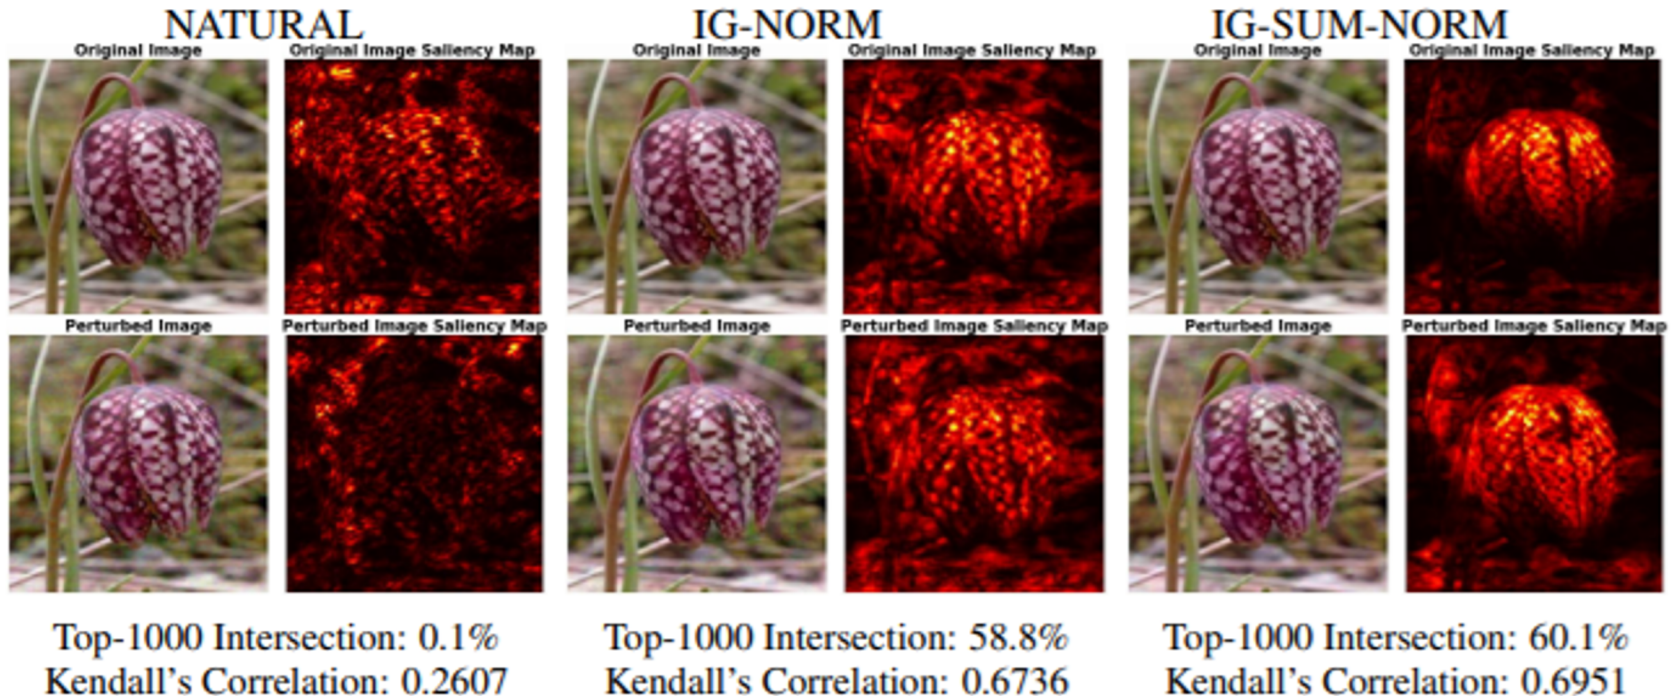 NATURAL
IG-NORM
IG-SUM-NORM
Original Image
Original Image Saliency Map
Original Image
Original Image Saliency Map
Original Image
Original Image Saliency Map
Perturbed Image
Perturbed Image Saliency Map
Perturbed Image
Perturbed Image Saliency Map
Perturbed Image
Perturbed Image Saliency Map
Top-1000 Intersection: 0.1%
Kendall's Correlation: 0.2607
Top-1000 Intersection: 58.8%
Kendall's Correlation: 0.6736
Top-1000 Intersection: 60.1%
Kendall's Correlation: 0.6951